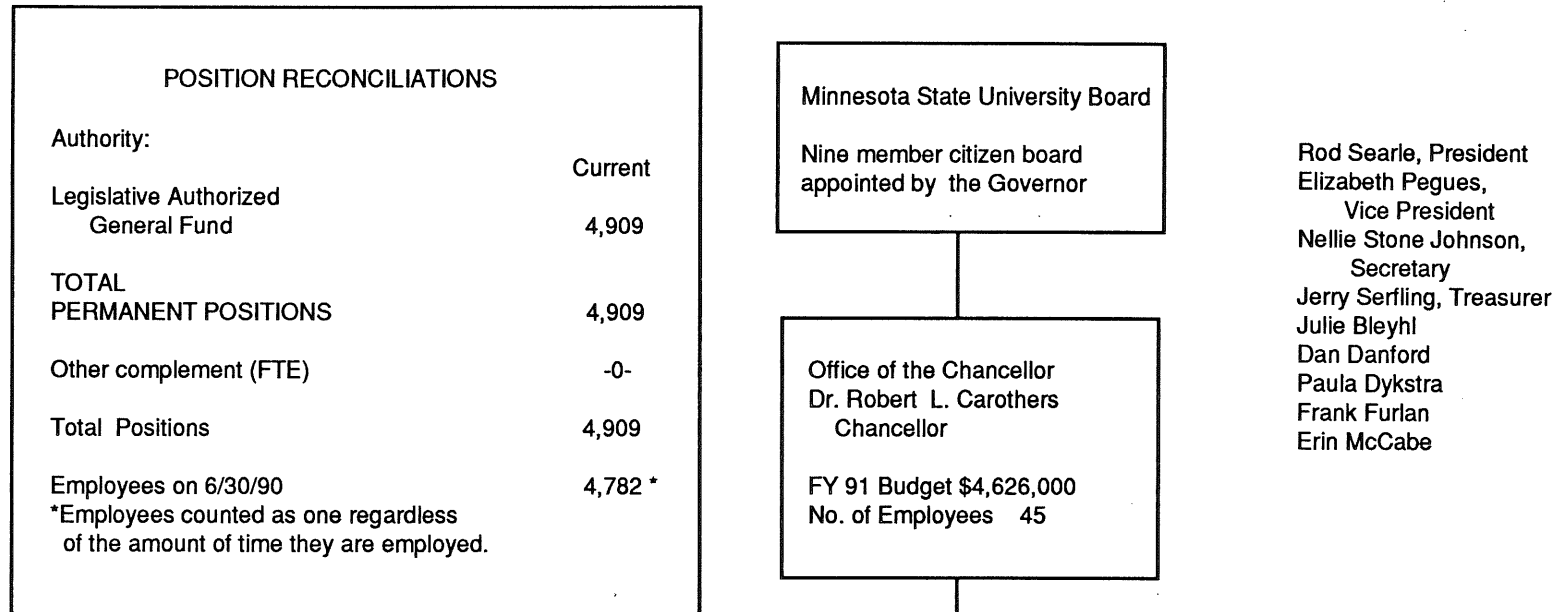 POSITION RECONCILIATIONS
Authority:
Current
Legislative Authorized
General Fund 4,909
TOTAL
PERMANENT POSITIONS 4,909
Other complement (FTE) -0-
Total Positions 4,909
Employees on 6/30/90 4,782 *
*Employees counted as one regardless
of the amount of time they are employed.
Minnesota State University Board
Nine member citizen board
appointed by the Governor
Office of the Chancellor
Dr. Robert L. Carothers
Chancellor
FY 91 Budget $4,626,000
No. of Employees 45
Rod Searle, President
Elizabeth Pegues,
Vice President
Nellie Stone Johnson,
Secretary
Jerry Serfling, Treasurer
Julie Bleyhl
Dan Danford
Paula Dykstra
Frank Furlan
Erin McCabe